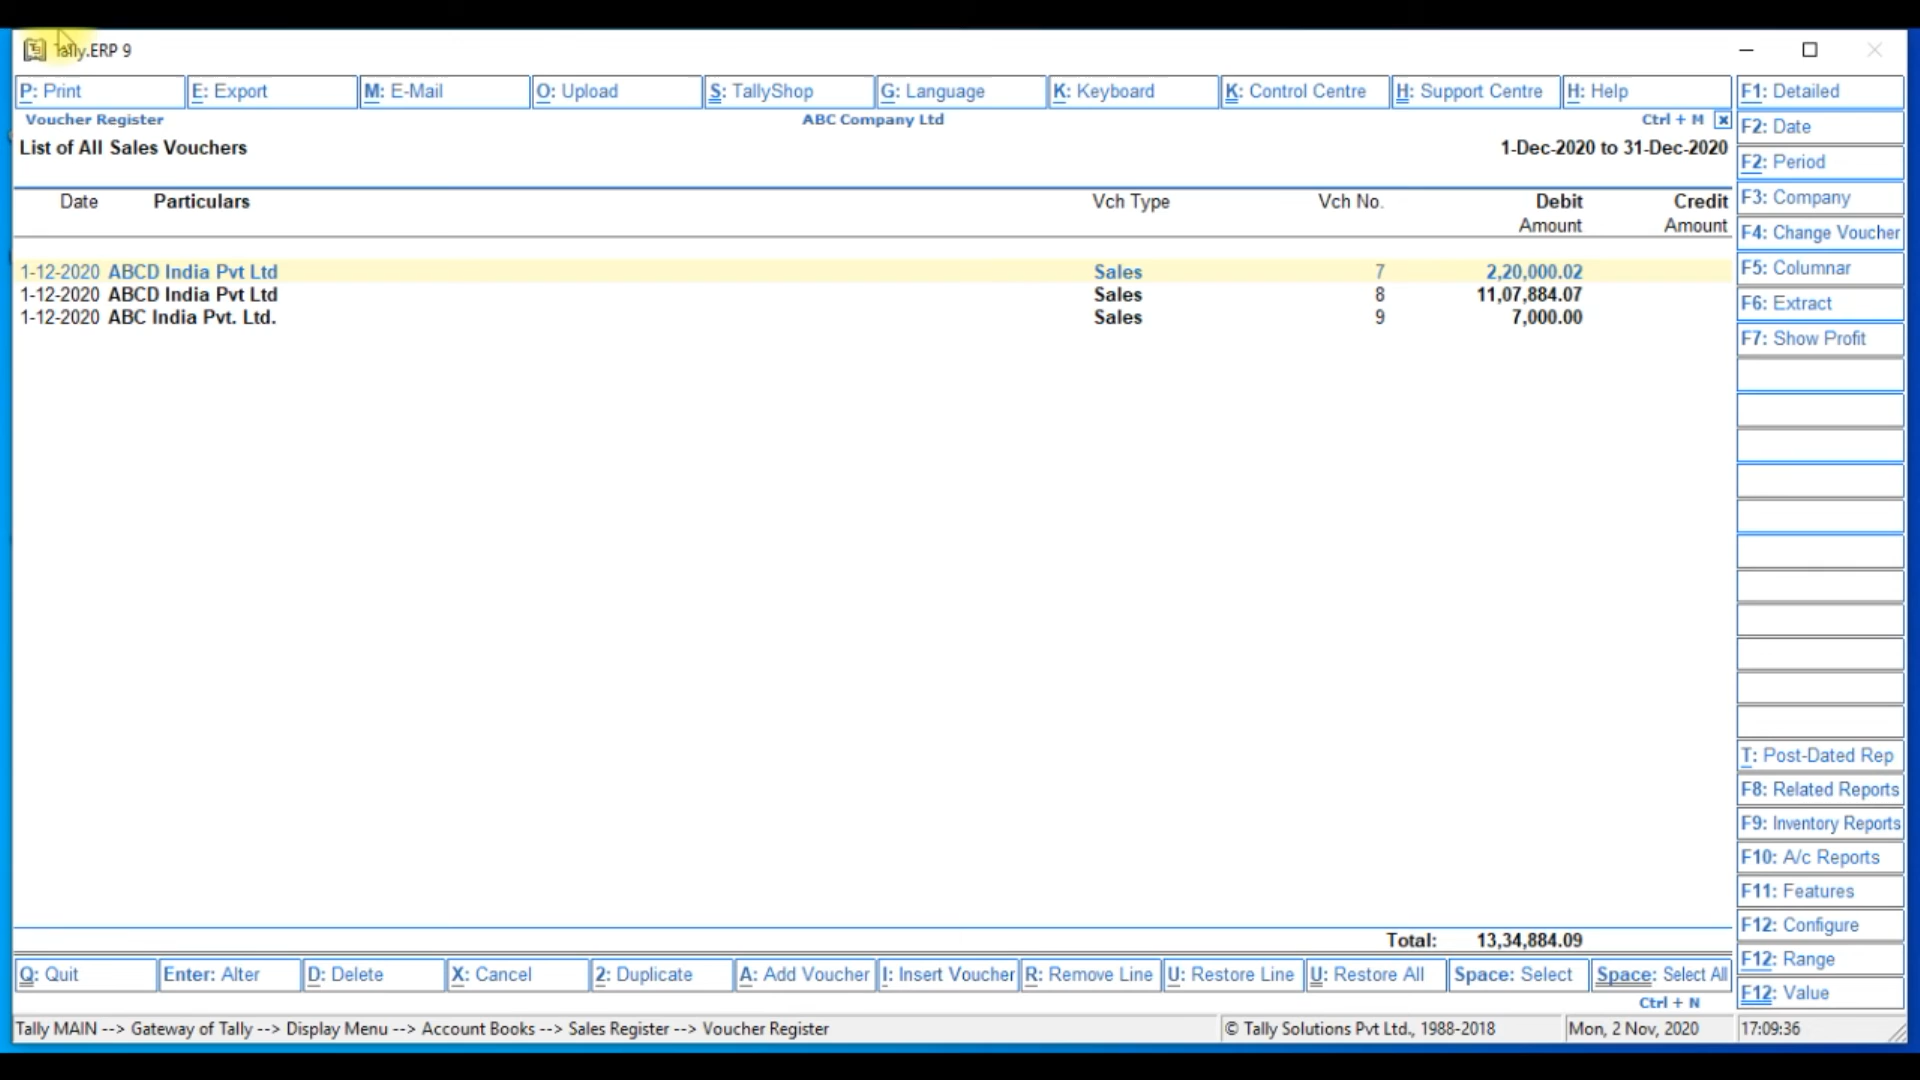 Tally.ERP 9
P: Print E: Export M: E-Mail O: Upload S: TallyShop G: Language K: Keyboard K: Control Centre H: Support Centre H: Help
Voucher Register ABC Company Ltd Ctrl + M
List of All Sales Vouchers 1-Dec-2020 to 31-Dec-2020
Date Particulars Vch Type Vch No. Debit Credit
Amount Amount
1-12-2020 ABCD India Pvt Ltd Sales 7 2,20,000.02
1-12-2020 ABCD India Pvt Ltd Sales 8 11,07,884.07
1-12-2020 ABC India Pvt. Ltd. Sales 9 7,000.00
Total: 13,34,884.09
Q: Quit Enter: Alter D: Delete X: Cancel 2: Duplicate A: Add Voucher I: Insert Voucher R: Remove Line U: Restore Line U: Restore All Space: Select Space: Select All
Ctrl + N
Tally MAIN --> Gateway of Tally --> Display Menu --> Account Books --> Sales Register --> Voucher Register © Tally Solutions Pvt Ltd., 1988-2018 Mon, 2 Nov, 2020 17:09:36
F1: Detailed
F2: Date
F2: Period
F3: Company
F4: Change Voucher
F5: Columnar
F6: Extract
F7: Show Profit
T: Post-Dated Rep
F8: Related Reports
F9: Inventory Reports
F10: A/c Reports
F11: Features
F12: Configure
F12: Range
F12: Value